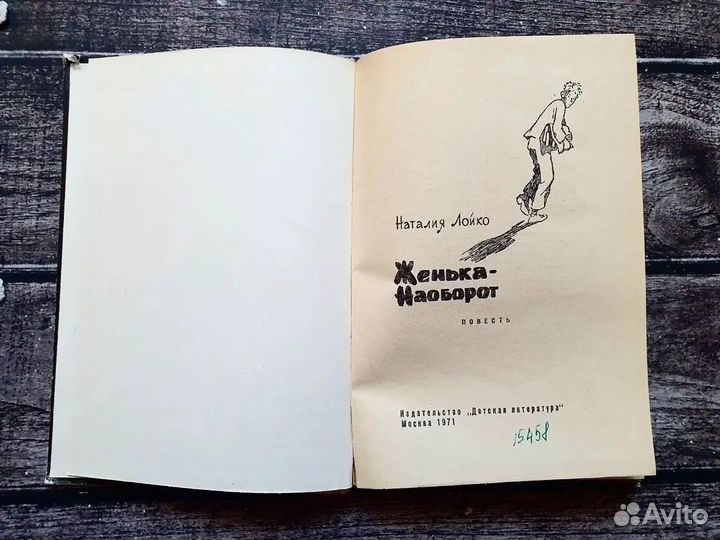 Наталия Лойко
Женька-
Наоборот
ПОВЕСТЬ
Издательство „Детская литература“
Москва 1971
15458
Avito